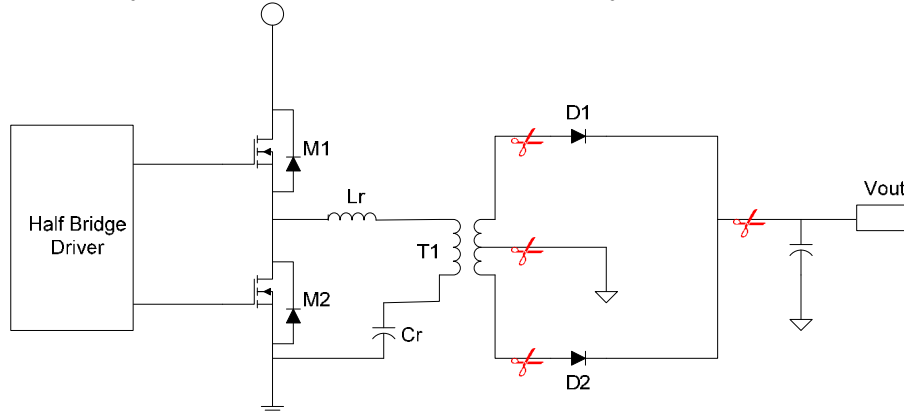 D1
M1
Vout
Lr
Half Bridge
Driver
T1
M2
Cr
D2